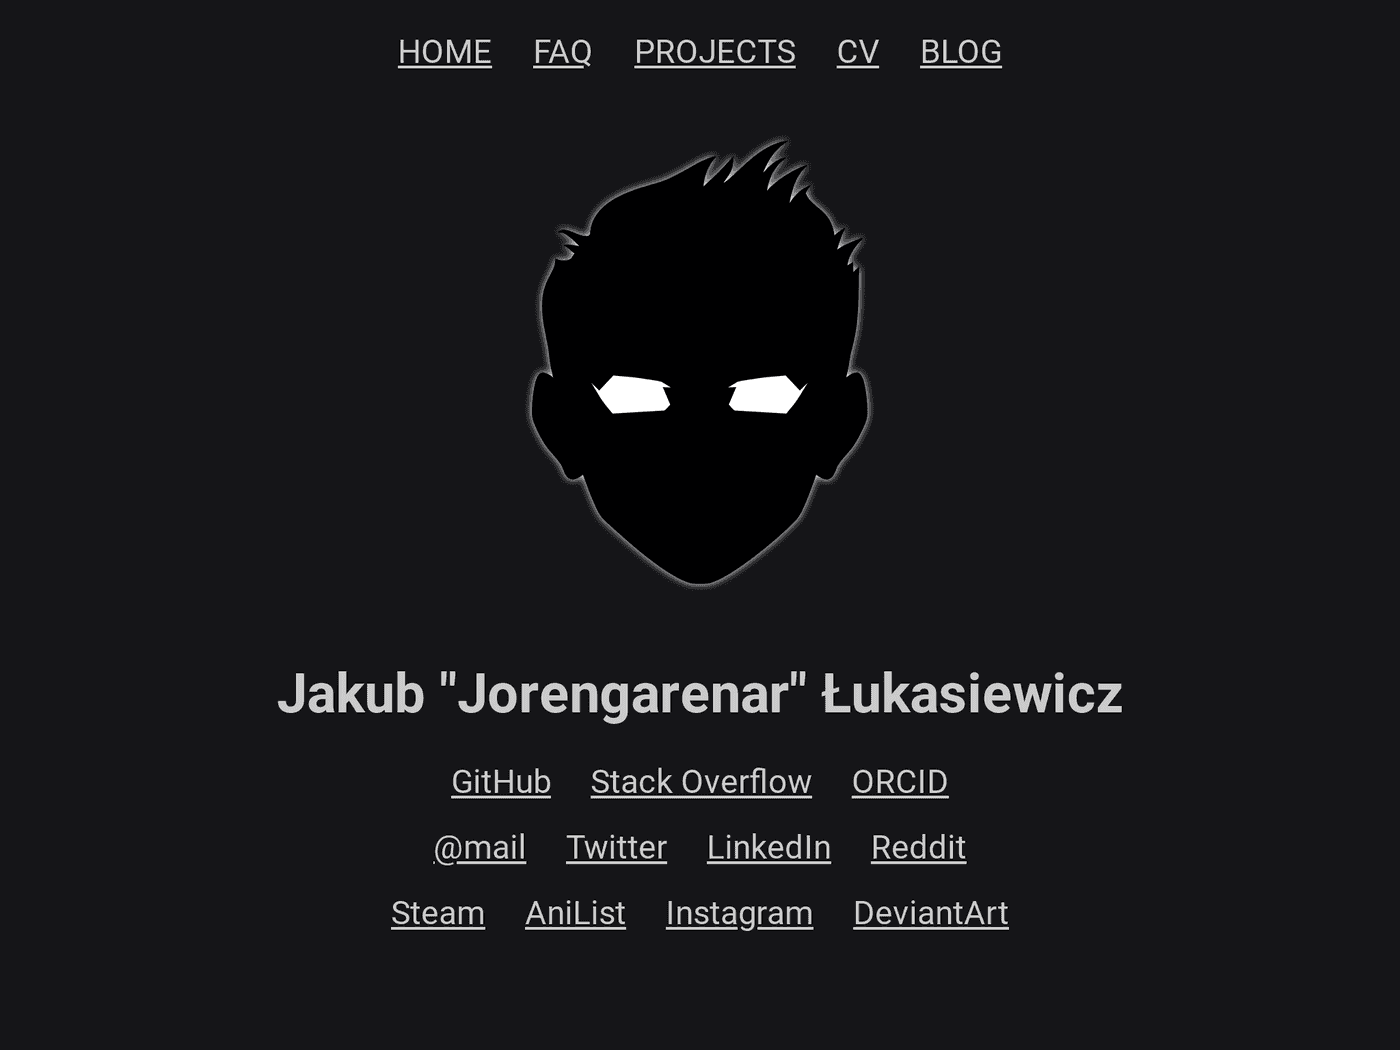 HOME FAQ PROJECTS CV BLOG
Jakub "Jorengarenar" Łukasiewicz
GitHub Stack Overflow ORCID
@mail Twitter LinkedIn Reddit
Steam AniList Instagram DeviantArt